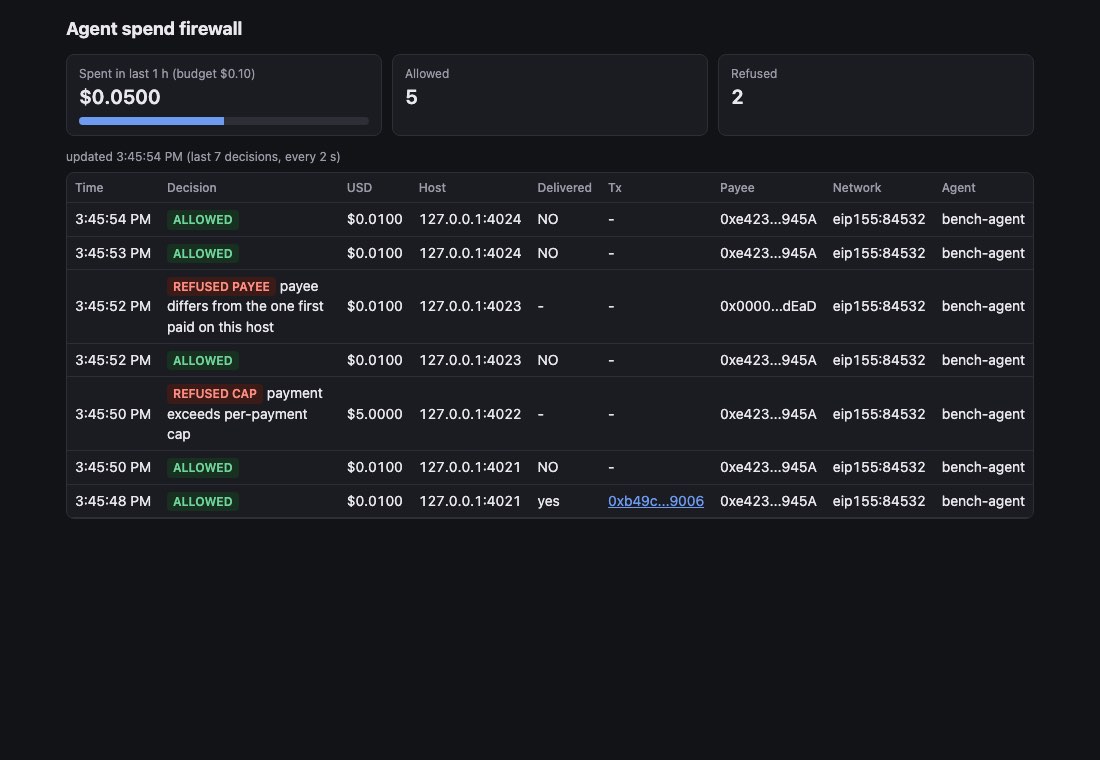 Agent spend firewall
Spent in last 1 h (budget $0.10)
$0.0500
Allowed
5
Refused
2
updated 3:45:54 PM (last 7 decisions, every 2 s)
Time Decision USD Host Delivered Tx Payee Network Agent
3:45:54 PM ALLOWED $0.0100 127.0.0.1:4024 NO - 0xe423...945A eip155:84532 bench-agent
3:45:53 PM ALLOWED $0.0100 127.0.0.1:4024 NO - 0xe423...945A eip155:84532 bench-agent
REFUSED PAYEE payee
3:45:52 PM differs from the one first $0.0100 127.0.0.1:4023 - - 0x0000...dEaD eip155:84532 bench-agent
paid on this host
3:45:52 PM ALLOWED $0.0100 127.0.0.1:4023 NO - 0xe423...945A eip155:84532 bench-agent
REFUSED CAP payment
3:45:50 PM exceeds per-payment $5.0000 127.0.0.1:4022 - - 0xe423...945A eip155:84532 bench-agent
cap
3:45:50 PM ALLOWED $0.0100 127.0.0.1:4021 NO - 0xe423...945A eip155:84532 bench-agent
3:45:48 PM ALLOWED $0.0100 127.0.0.1:4021 yes 0xb49c...9006 0xe423...945A eip155:84532 bench-agent